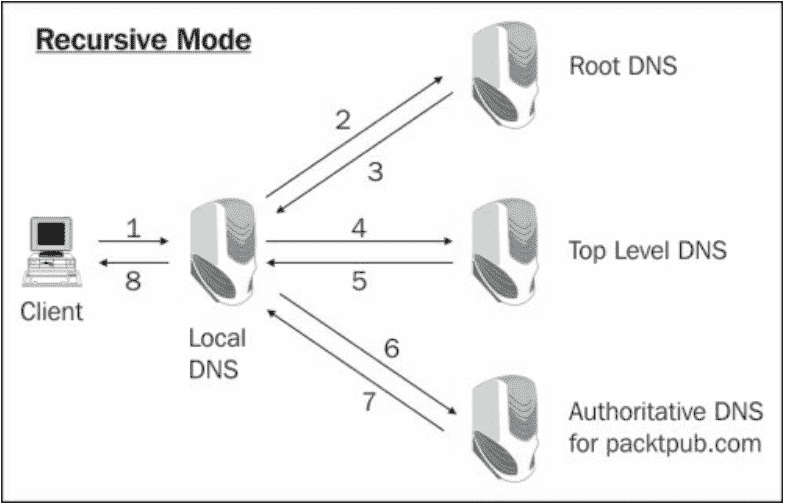 Recursive Mode
Root DNS
2
3
1
4
Top Level DNS
8
5
Client
Local
DNS
6
7
Authoritative DNS
for packtpub.com